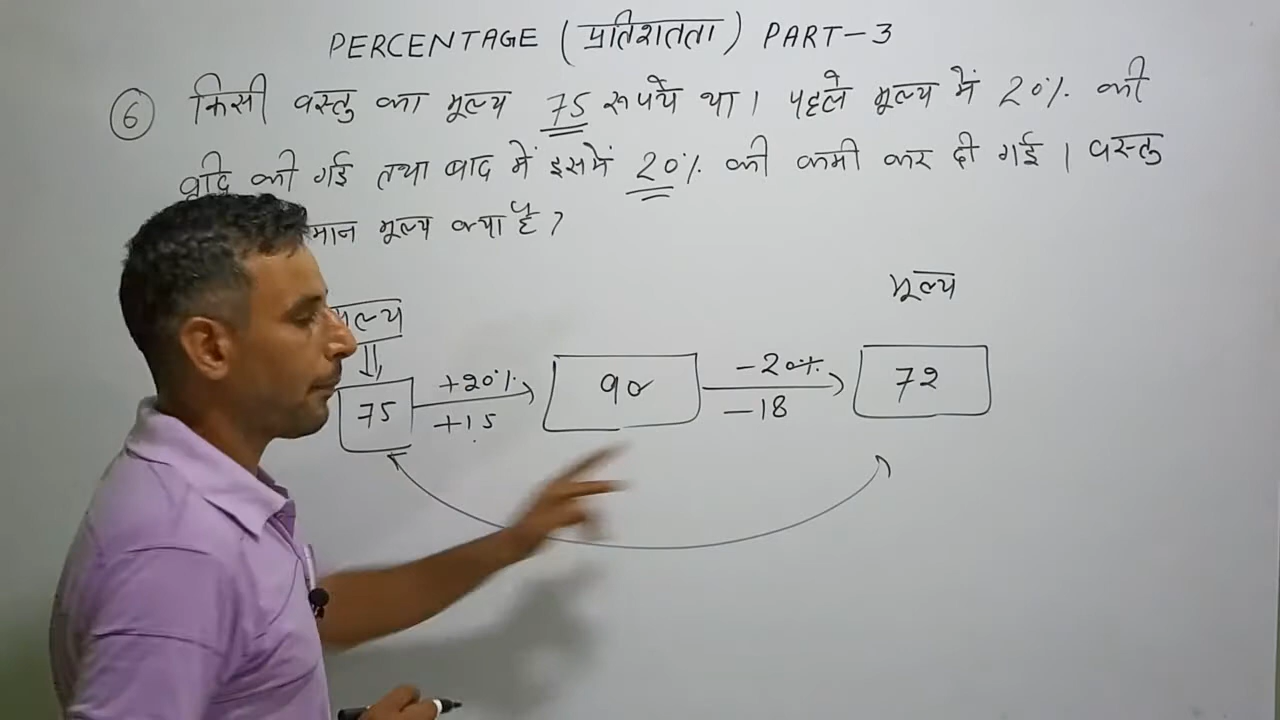 PERCENTAGE (प्रतिशतता) PART-3
⑥ किसी वस्तु का मूल्य 75 रूपये था। पहले मूल्य में 20% की
वृद्धि की गई तथा बाद में इसमें 20% की कमी कर दी गई। वस्तु
मूल्य क्या है ?
मूल्य
75
+20%
+15
90
-20%
-18
मूल्य
72